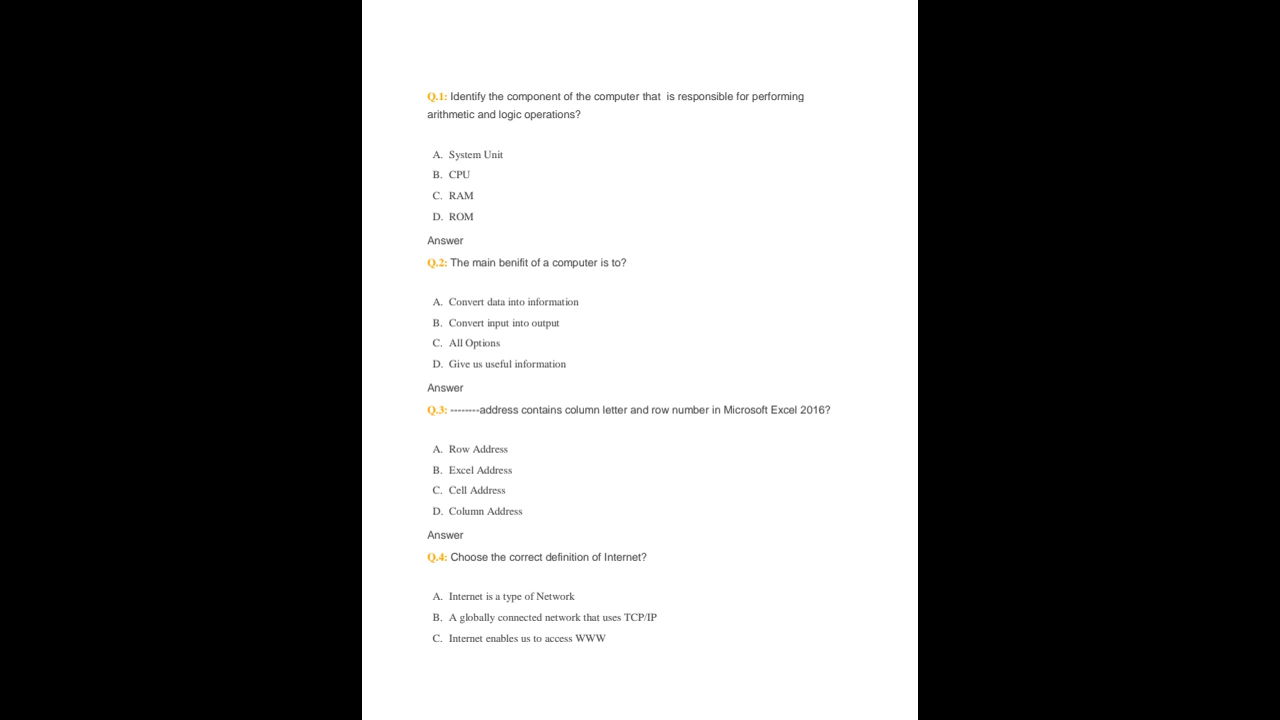 Q.1: Identify the component of the computer that  is responsible for performing
arithmetic and logic operations?
A. System Unit
B. CPU
C. RAM
D. ROM
Answer
Q.2: The main benifit of a computer is to?
A. Convert data into information
B. Convert input into output
C. All Options
D. Give us useful information
Answer
Q.3: --------address contains column letter and row number in Microsoft Excel 2016?
A. Row Address
B. Excel Address
C. Cell Address
D. Column Address
Answer
Q.4: Choose the correct definition of Internet?
A. Internet is a type of Network
B. A globally connected network that uses TCP/IP
C. Internet enables us to access WWW